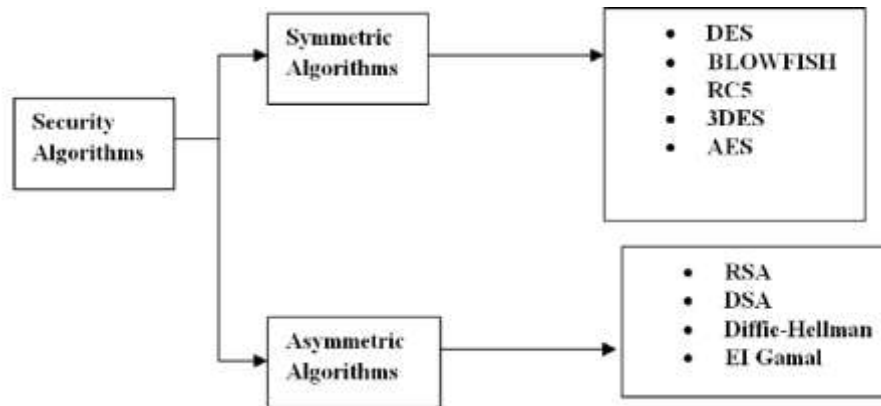 Security
Algorithms
Symmetric
Algorithms
• DES
• BLOWFISH
• RC5
• 3DES
• AES
Asymmetric
Algorithms
• RSA
• DSA
• Diffie-Hellman
• EI Gamal